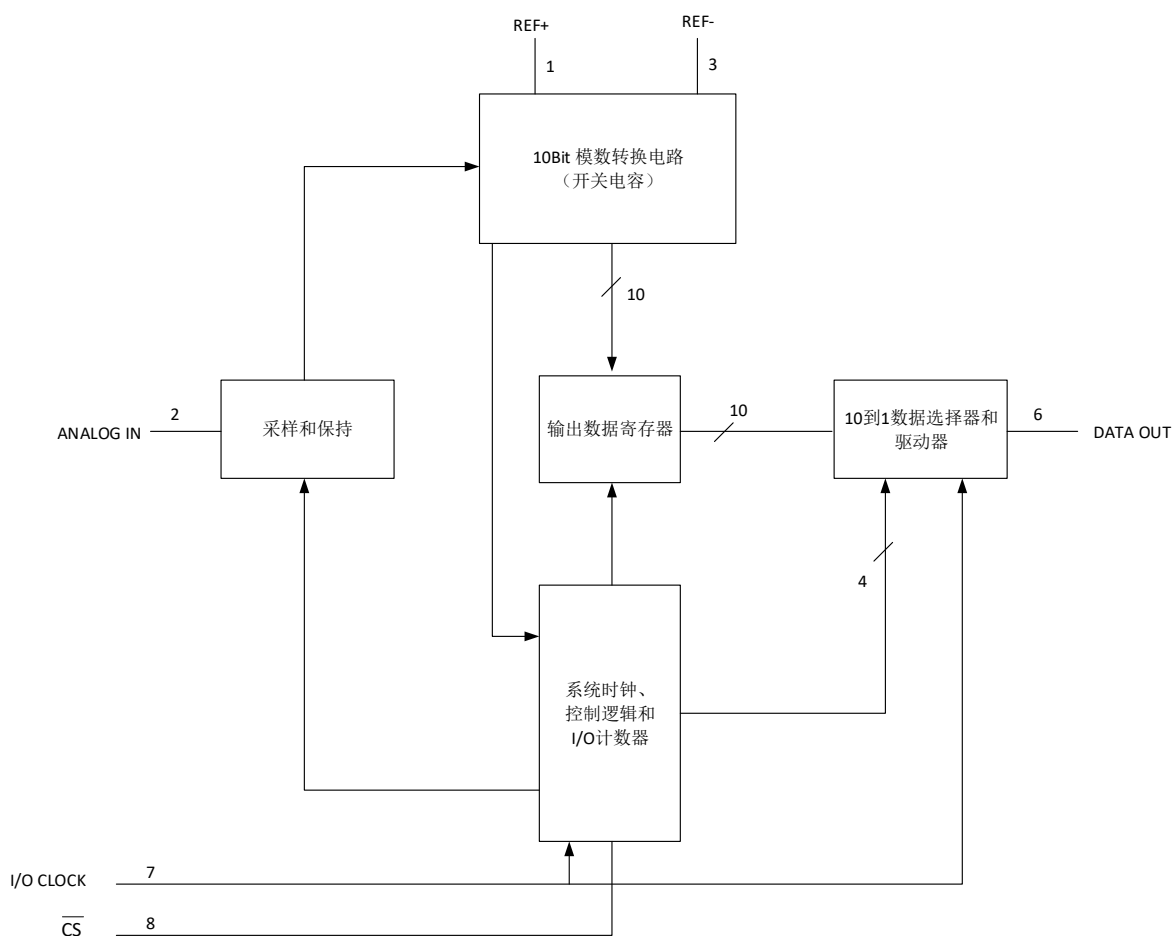 REF+
REF-
1
3
10Bit 模数转换电路
（开关电容）
10
ANALOG IN
2
采样和保持
输出数据寄存器
10
10到1数据选择器和
驱动器
6
DATA OUT
4
系统时钟、
控制逻辑和
I/O计数器
I/O CLOCK
7
CS
8